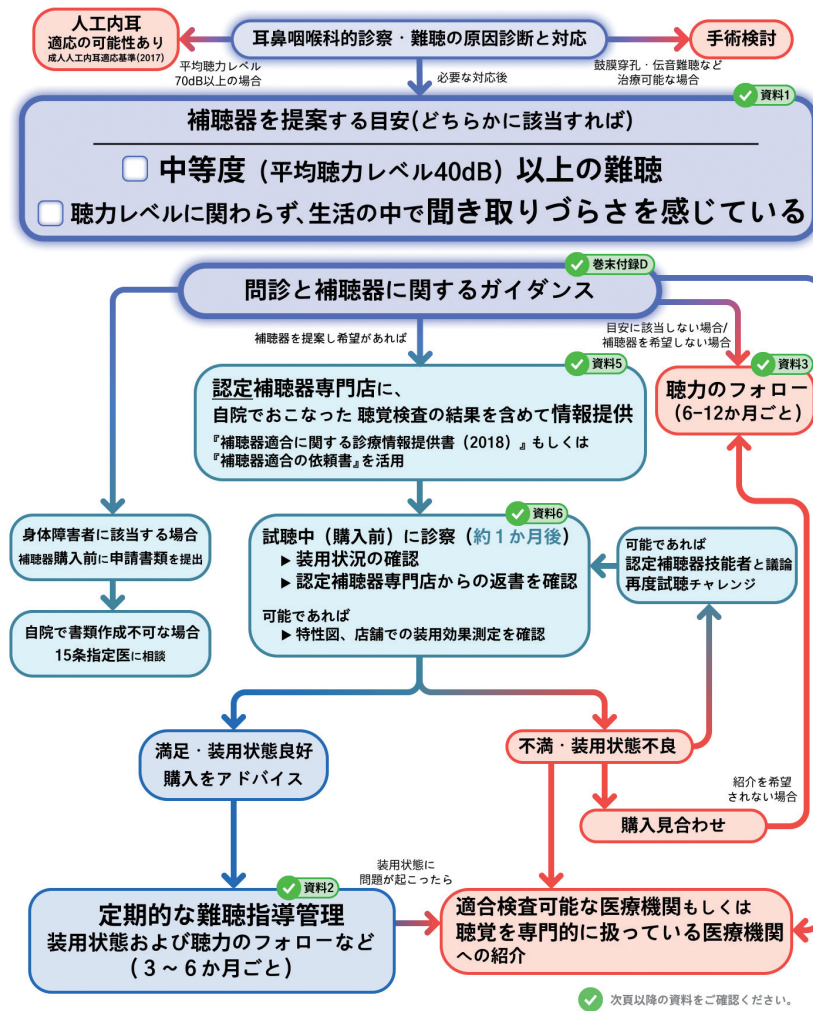 人工内耳
適応の可能性あり
成人人工内耳適応基準(2017)
耳鼻咽喉科的診察・難聴の原因診断と対応
手術検討
平均聴力レベル
70dB以上の場合
必要な対応後
鼓膜穿孔・伝音難聴など
治療可能な場合
資料1
補聴器を提案する目安(どちらかに該当すれば)
中等度（平均聴力レベル40dB）以上の難聴
聴力レベルに関わらず、生活の中で聞き取りづらさを感じている
巻末付録D
問診と補聴器に関するガイダンス
補聴器を提案し希望があれば
目安に該当しない場合/
補聴器を希望しない場合
資料5
認定補聴器専門店に、
自院でおこなった 聴覚検査の結果を含めて情報提供
『補聴器適合に関する診療情報提供書（2018）』もしくは
『補聴器適合の依頼書』を活用
資料3
聴力のフォロー
(6-12か月ごと)
身体障害者に該当する場合
補聴器購入前に申請書類を提出
自院で書類作成不可な場合
15条指定医に相談
資料6
試聴中（購入前）に診察（約１か月後）
▶ 装用状況の確認
▶ 認定補聴器専門店からの返書を確認
可能であれば
▶ 特性図、店舗での装用効果測定を確認
可能であれば
認定補聴器技能者と議論
再度試聴チャレンジ
満足・装用状態良好
購入をアドバイス
不満・装用状態不良
紹介を希望
されない場合
購入見合わせ
資料2
定期的な難聴指導管理
装用状態および聴力のフォローなど
(３～６か月ごと)
装用状態に
問題が起こったら
適合検査可能な医療機関もしくは
聴覚を専門的に扱っている医療機関
への紹介
次頁以降の資料をご確認ください。